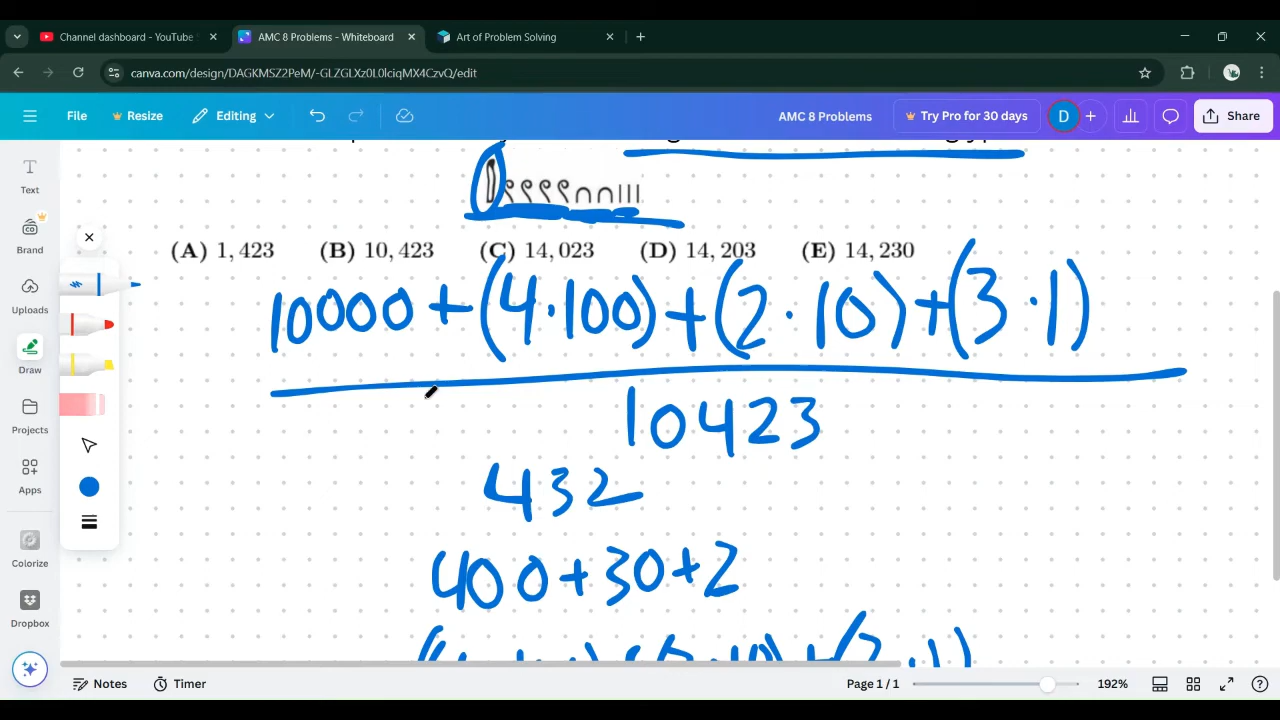 Channel dashboard - YouTube
AMC 8 Problems - Whiteboard
Art of Problem Solving
canva.com/design/DAGKMSZ2PeM/-GLZGLXz0L0lciqMX4CzvQ/edit
File Resize Editing AMC 8 Problems D Try Pro for 30 days Share
Text
Brand
Uploads
Draw
Projects
Apps
Colorize
Dropbox
(A) 1,423 (B) 10,423 (C) 14,023 (D) 14,203 (E) 14,230
10000+(4·100)+(2·10)+(3·1)
10423
432
400+30+2
Notes Timer Page 1 / 1 192%